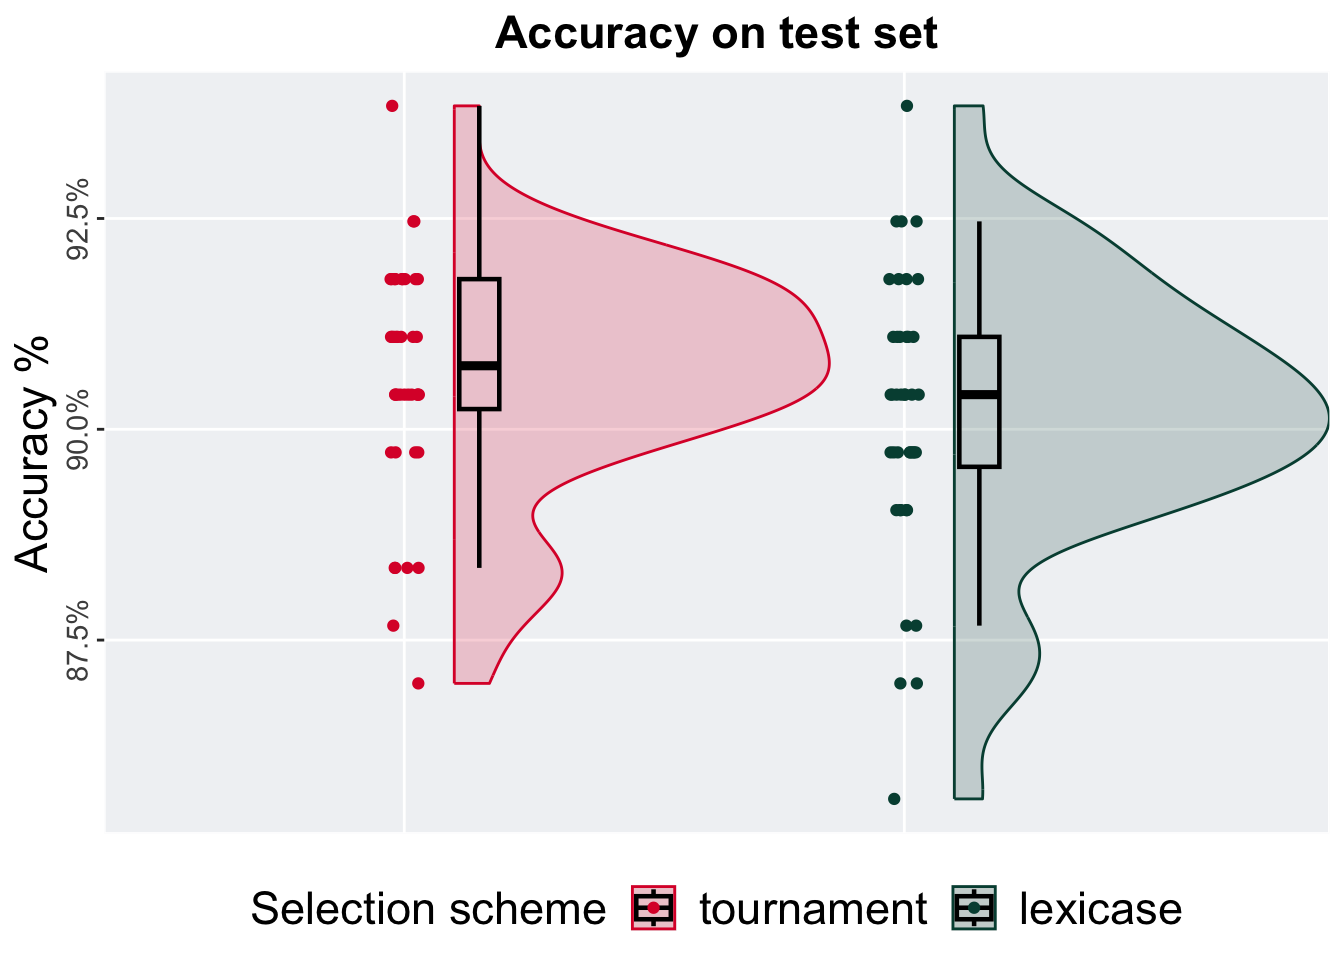 Accuracy on test set
Accuracy %
92.5%
90.0%
87.5%
Selection scheme tournament lexicase